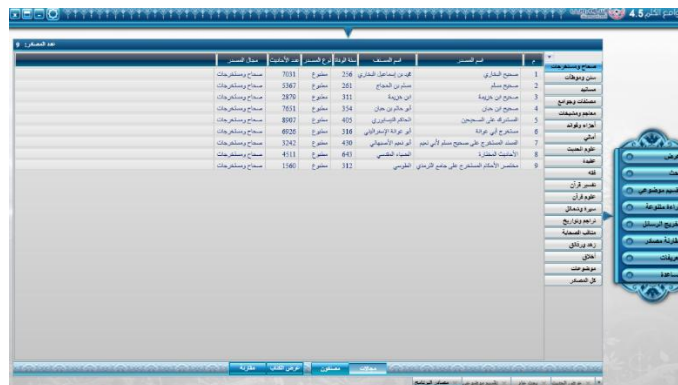 4.5
عدد المصادر: 9
م اسم المصدر اسم المصنف سنة الوفاة نوع المصدر عدد الأحاديث مجال المصدر
1 صحيح البخاري محمد بن إسماعيل البخاري 256 مطبوع 7031 صحاح ومستخرجات
2 صحيح مسلم مسلم بن الحجاج 261 مطبوع 5367 صحاح ومستخرجات
3 صحيح ابن خزيمة ابن خزيمة 311 مطبوع 2879 صحاح ومستخرجات
4 صحيح ابن حبان أبو حاتم بن حبان 354 مطبوع 7651 صحاح ومستخرجات
5 المستدرك على الصحيحين الحاكم النيسابوري 405 مطبوع 8907 صحاح ومستخرجات
6 مستخرج أبي عوانة أبو عوانة الإسفرائيني 316 مطبوع 6926 صحاح ومستخرجات
7 المسند المستخرج على صحيح مسلم لأبي نعيم أبو نعيم الأصبهاني 430 مطبوع 3242 صحاح ومستخرجات
8 الأحاديث المختارة الضياء المقدسي 643 مطبوع 4511 صحاح ومستخرجات
9 مختصر الأحكام المستخرج على جامع الترمذي الطوسي 312 مطبوع 1560 صحاح ومستخرجات
صحاح ومستخرجات
سنن وموطآت
مسانيد
مصنفات وجوامع
معاجم ومشيخات
أجزاء وفوائد
أمالي
علوم الحديث
العقيدة
فقه
تفسير قرآن
علوم قرآن
سيرة وشمائل
تراجم وتواريخ
مناقب الصحابة
زهد ورقائق
أخلاق
موضوعات
كل المصادر
مجالات مصنفون عرض الكتاب مقارنة
مصادر البرنامج